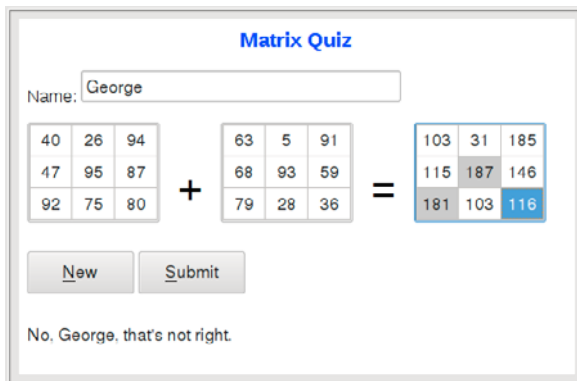 Matrix Quiz
Name: George
40 26 94 63 5 91 103 31 185
47 95 87 + 68 93 59 = 115 187 146
92 75 80 79 28 36 181 103 116
New Submit
No, George, that's not right.